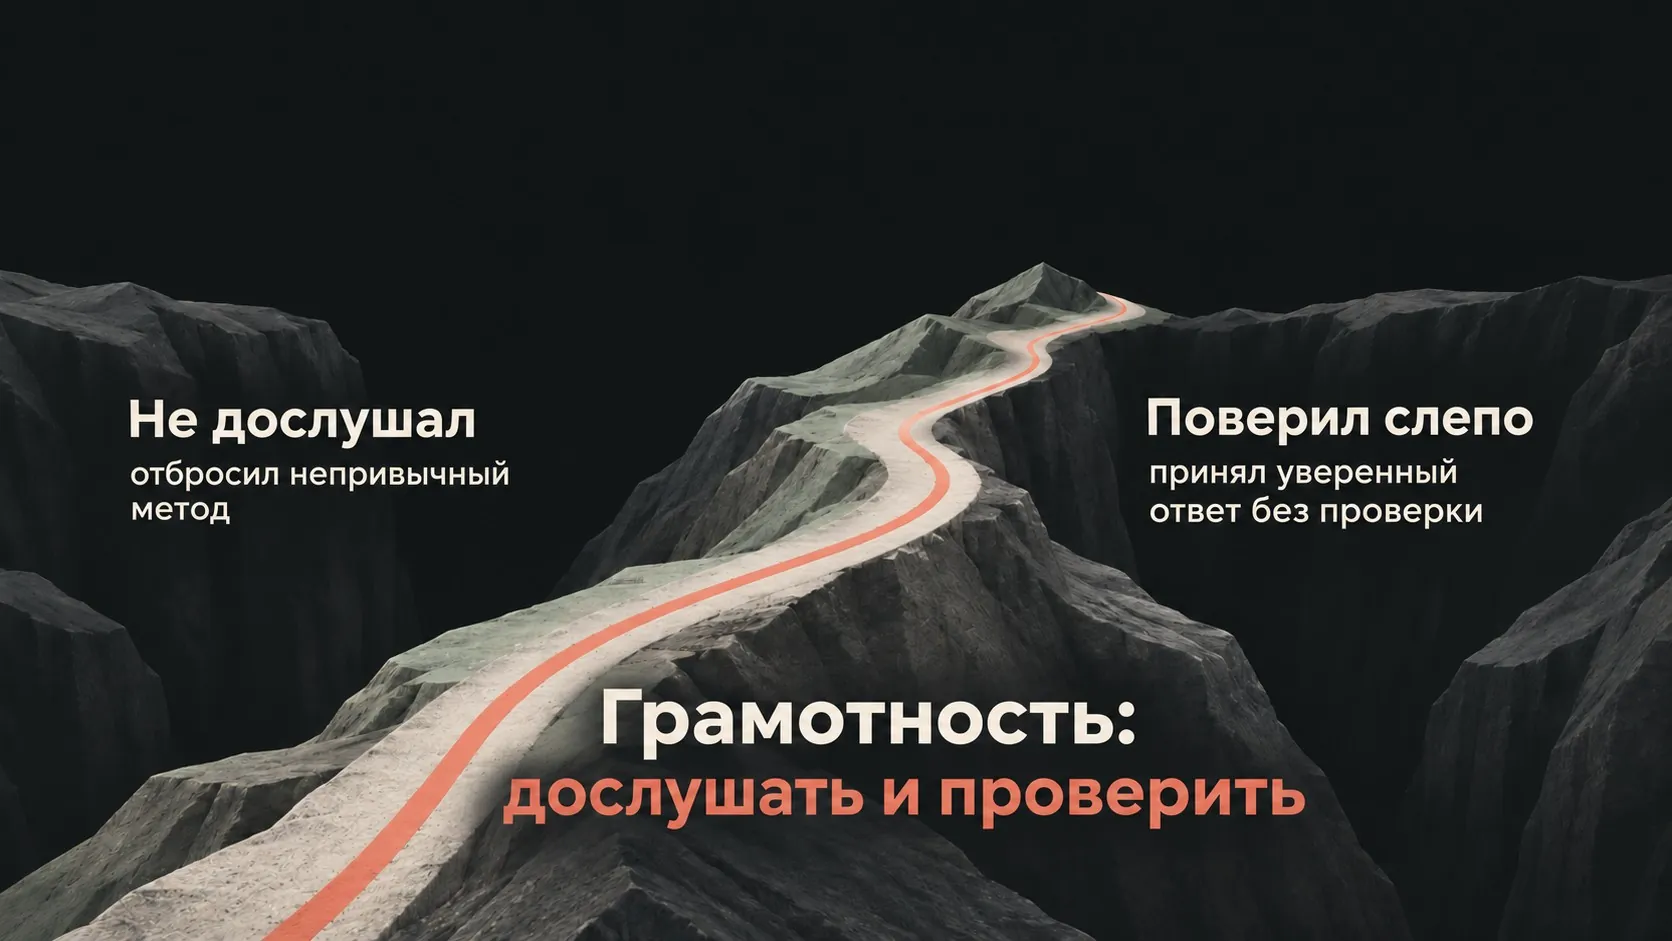 Не дослушал
отбросил непривычный
метод
Поверил слепо
принял уверенный
ответ без проверки
Грамотность:
дослушать и проверить